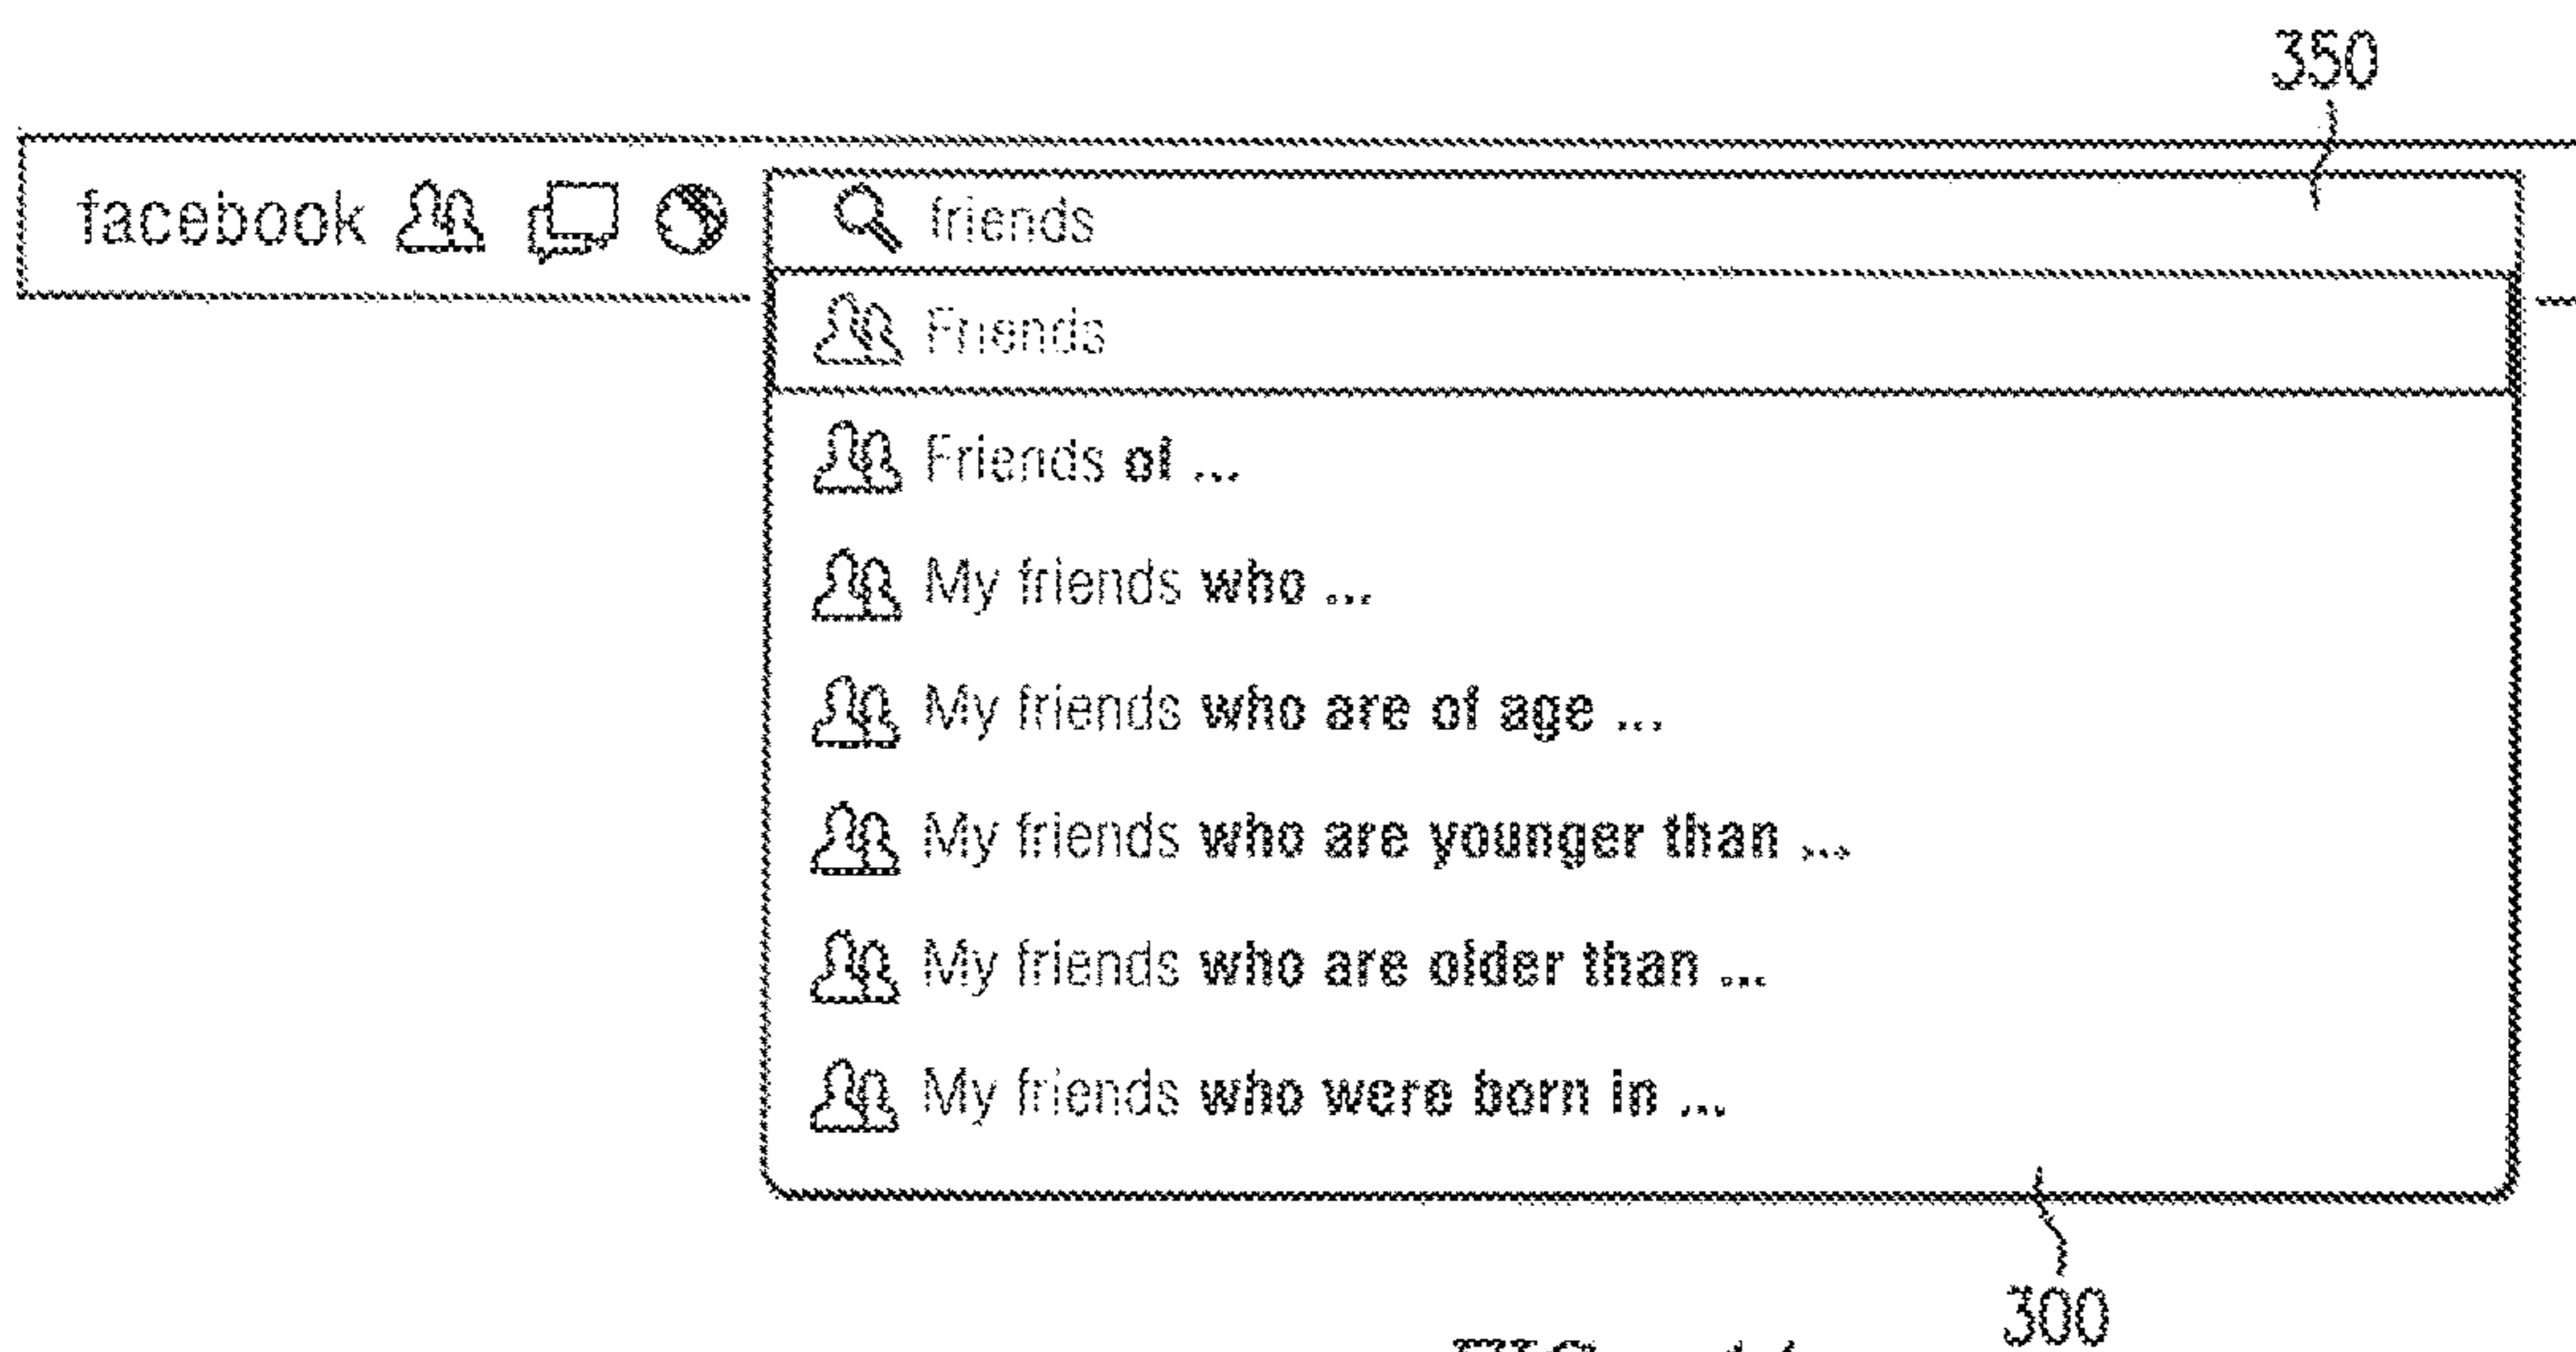 350
facebook friends
Friends
Friends of ...
My friends who ...
My friends who are of age ...
My friends who are younger than ...
My friends who are older than ...
My friends who were born in ...
300